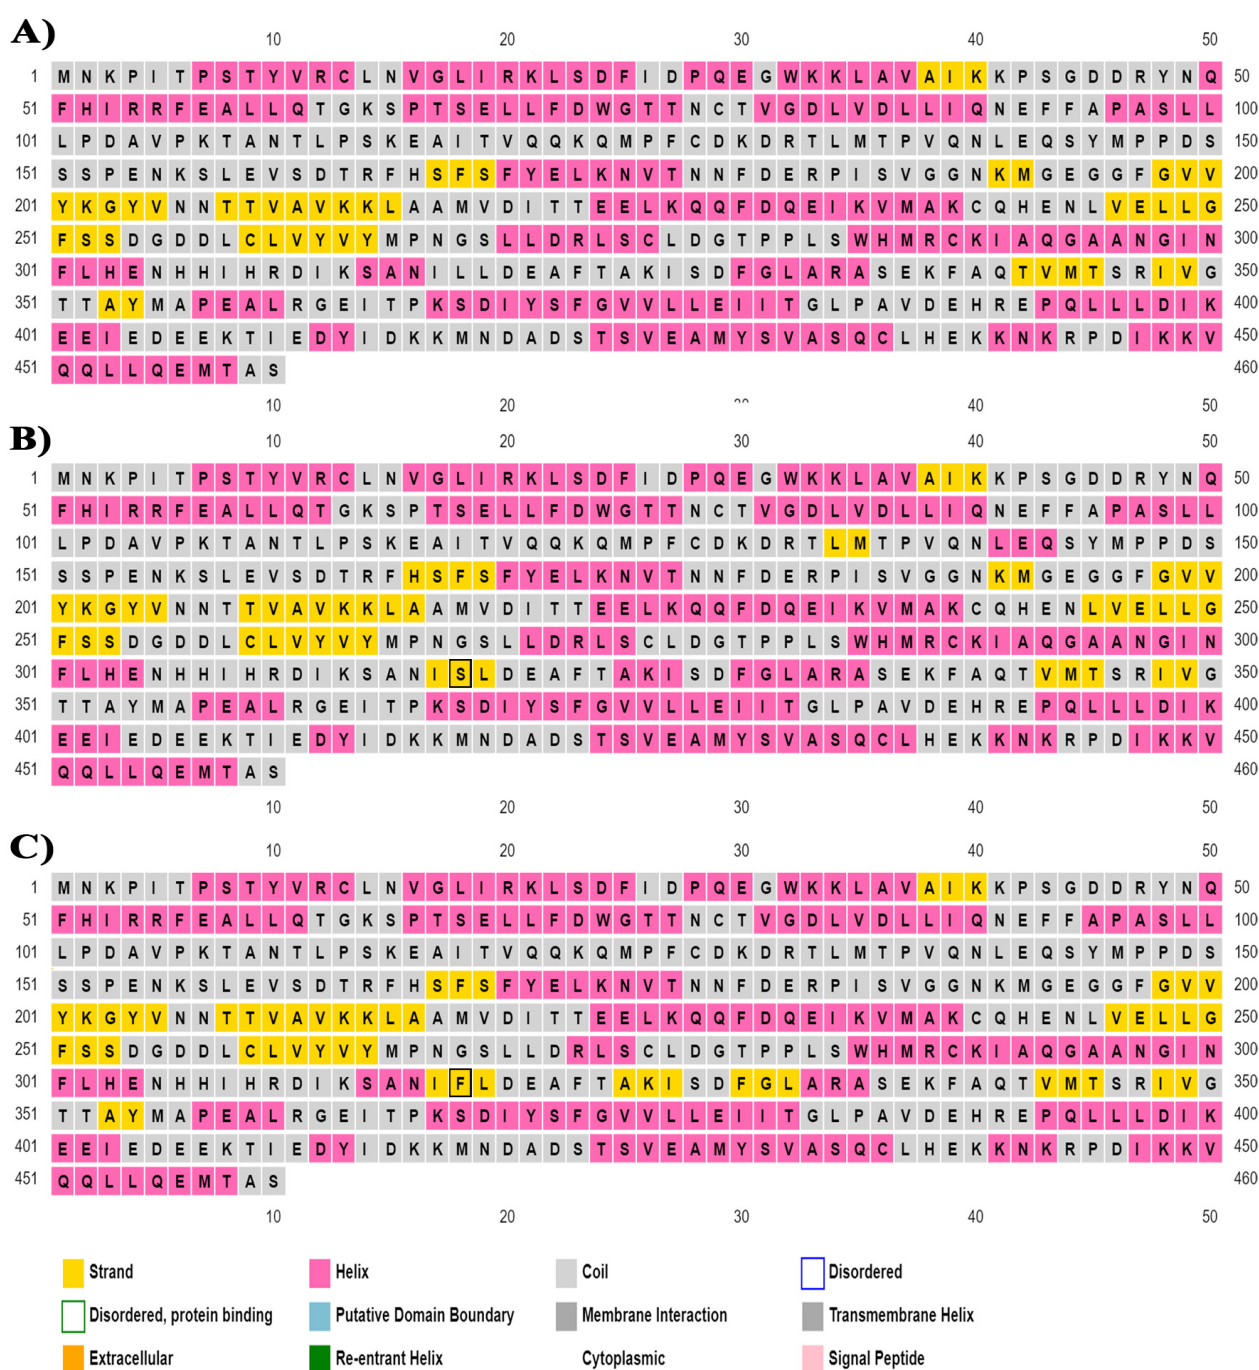 A)
10 20 30 40 50
1 M N K P I T P S T Y V R C L N V G L I R K L S D F I D P Q E G W K K L A V A I K K P S G D D R Y N Q 50
51 F H I R R F E A L L Q T G K S P T S E L L F D W G T T N C T V G D L V D L L I Q N E F F A P A S L L 100
101 L P D A V P K T A N T L P S K E A I T V Q Q K Q M P F C D K D R T L M T P V Q N L E Q S Y M P P D S 150
151 S S P E N K S L E V S D T R F H S F S F Y E L K N V T N N F D E R P I S V G G N K M G E G G F G V V 200
201 Y K G Y V N N T T V A V K K L A A M V D I T T E E L K Q Q F D Q E I K V M A K C Q H E N L V E L L G 250
251 F S S D G D D L C L V Y V Y M P N G S L L D R L S C L D G T P P L S W H M R C K I A Q G A A N G I N 300
301 F L H E N H H I H R D I K S A N I L L D E A F T A K I S D F G L A R A S E K F A Q T V M T S R I V G 350
351 T T A Y M A P E A L R G E I T P K S D I Y S F G V V L L E I I T G L P A V D E H R E P Q L L L D I K 400
401 E E I E D E E K T I E D Y I D K K M N D A D S T S V E A M Y S V A S Q C L H E K K N K R P D I K K V 450
451 Q Q L L Q E M T A S 460
10 20 40 50
B)
10 20 30 40 50
1 M N K P I T P S T Y V R C L N V G L I R K L S D F I D P Q E G W K K L A V A I K K P S G D D R Y N Q 50
51 F H I R R F E A L L Q T G K S P T S E L L F D W G T T N C T V G D L V D L L I Q N E F F A P A S L L 100
101 L P D A V P K T A N T L P S K E A I T V Q Q K Q M P F C D K D R T L M T P V Q N L E Q S Y M P P D S 150
151 S S P E N K S L E V S D T R F H S F S F Y E L K N V T N N F D E R P I S V G G N K M G E G G F G V V 200
201 Y K G Y V N N T T V A V K K L A A M V D I T T E E L K Q Q F D Q E I K V M A K C Q H E N L V E L L G 250
251 F S S D G D D L C L V Y V Y M P N G S L L D R L S C L D G T P P L S W H M R C K I A Q G A A N G I N 300
301 F L H E N H H I H R D I K S A N I S L D E A F T A K I S D F G L A R A S E K F A Q T V M T S R I V G 350
351 T T A Y M A P E A L R G E I T P K S D I Y S F G V V L L E I I T G L P A V D E H R E P Q L L L D I K 400
401 E E I E D E E K T I E D Y I D K K M N D A D S T S V E A M Y S V A S Q C L H E K K N K R P D I K K V 450
451 Q Q L L Q E M T A S 460
10 20 30 40 50
C)
10 20 30 40 50
1 M N K P I T P S T Y V R C L N V G L I R K L S D F I D P Q E G W K K L A V A I K K P S G D D R Y N Q 50
51 F H I R R F E A L L Q T G K S P T S E L L F D W G T T N C T V G D L V D L L I Q N E F F A P A S L L 100
101 L P D A V P K T A N T L P S K E A I T V Q Q K Q M P F C D K D R T L M T P V Q N L E Q S Y M P P D S 150
151 S S P E N K S L E V S D T R F H S F S F Y E L K N V T N N F D E R P I S V G G N K M G E G G F G V V 200
201 Y K G Y V N N T T V A V K K L A A M V D I T T E E L K Q Q F D Q E I K V M A K C Q H E N L V E L L G 250
251 F S S D G D D L C L V Y V Y M P N G S L L D R L S C L D G T P P L S W H M R C K I A Q G A A N G I N 300
301 F L H E N H H I H R D I K S A N I F L D E A F T A K I S D F G L A R A S E K F A Q T V M T S R I V G 350
351 T T A Y M A P E A L R G E I T P K S D I Y S F G V V L L E I I T G L P A V D E H R E P Q L L L D I K 400
401 E E I E D E E K T I E D Y I D K K M N D A D S T S V E A M Y S V A S Q C L H E K K N K R P D I K K V 450
451 Q Q L L Q E M T A S 460
10 20 30 40 50
Strand Helix Coil Disordered
Disordered, protein binding Putative Domain Boundary Membrane Interaction Transmembrane Helix
Extracellular Re-entrant Helix Cytoplasmic Signal Peptide